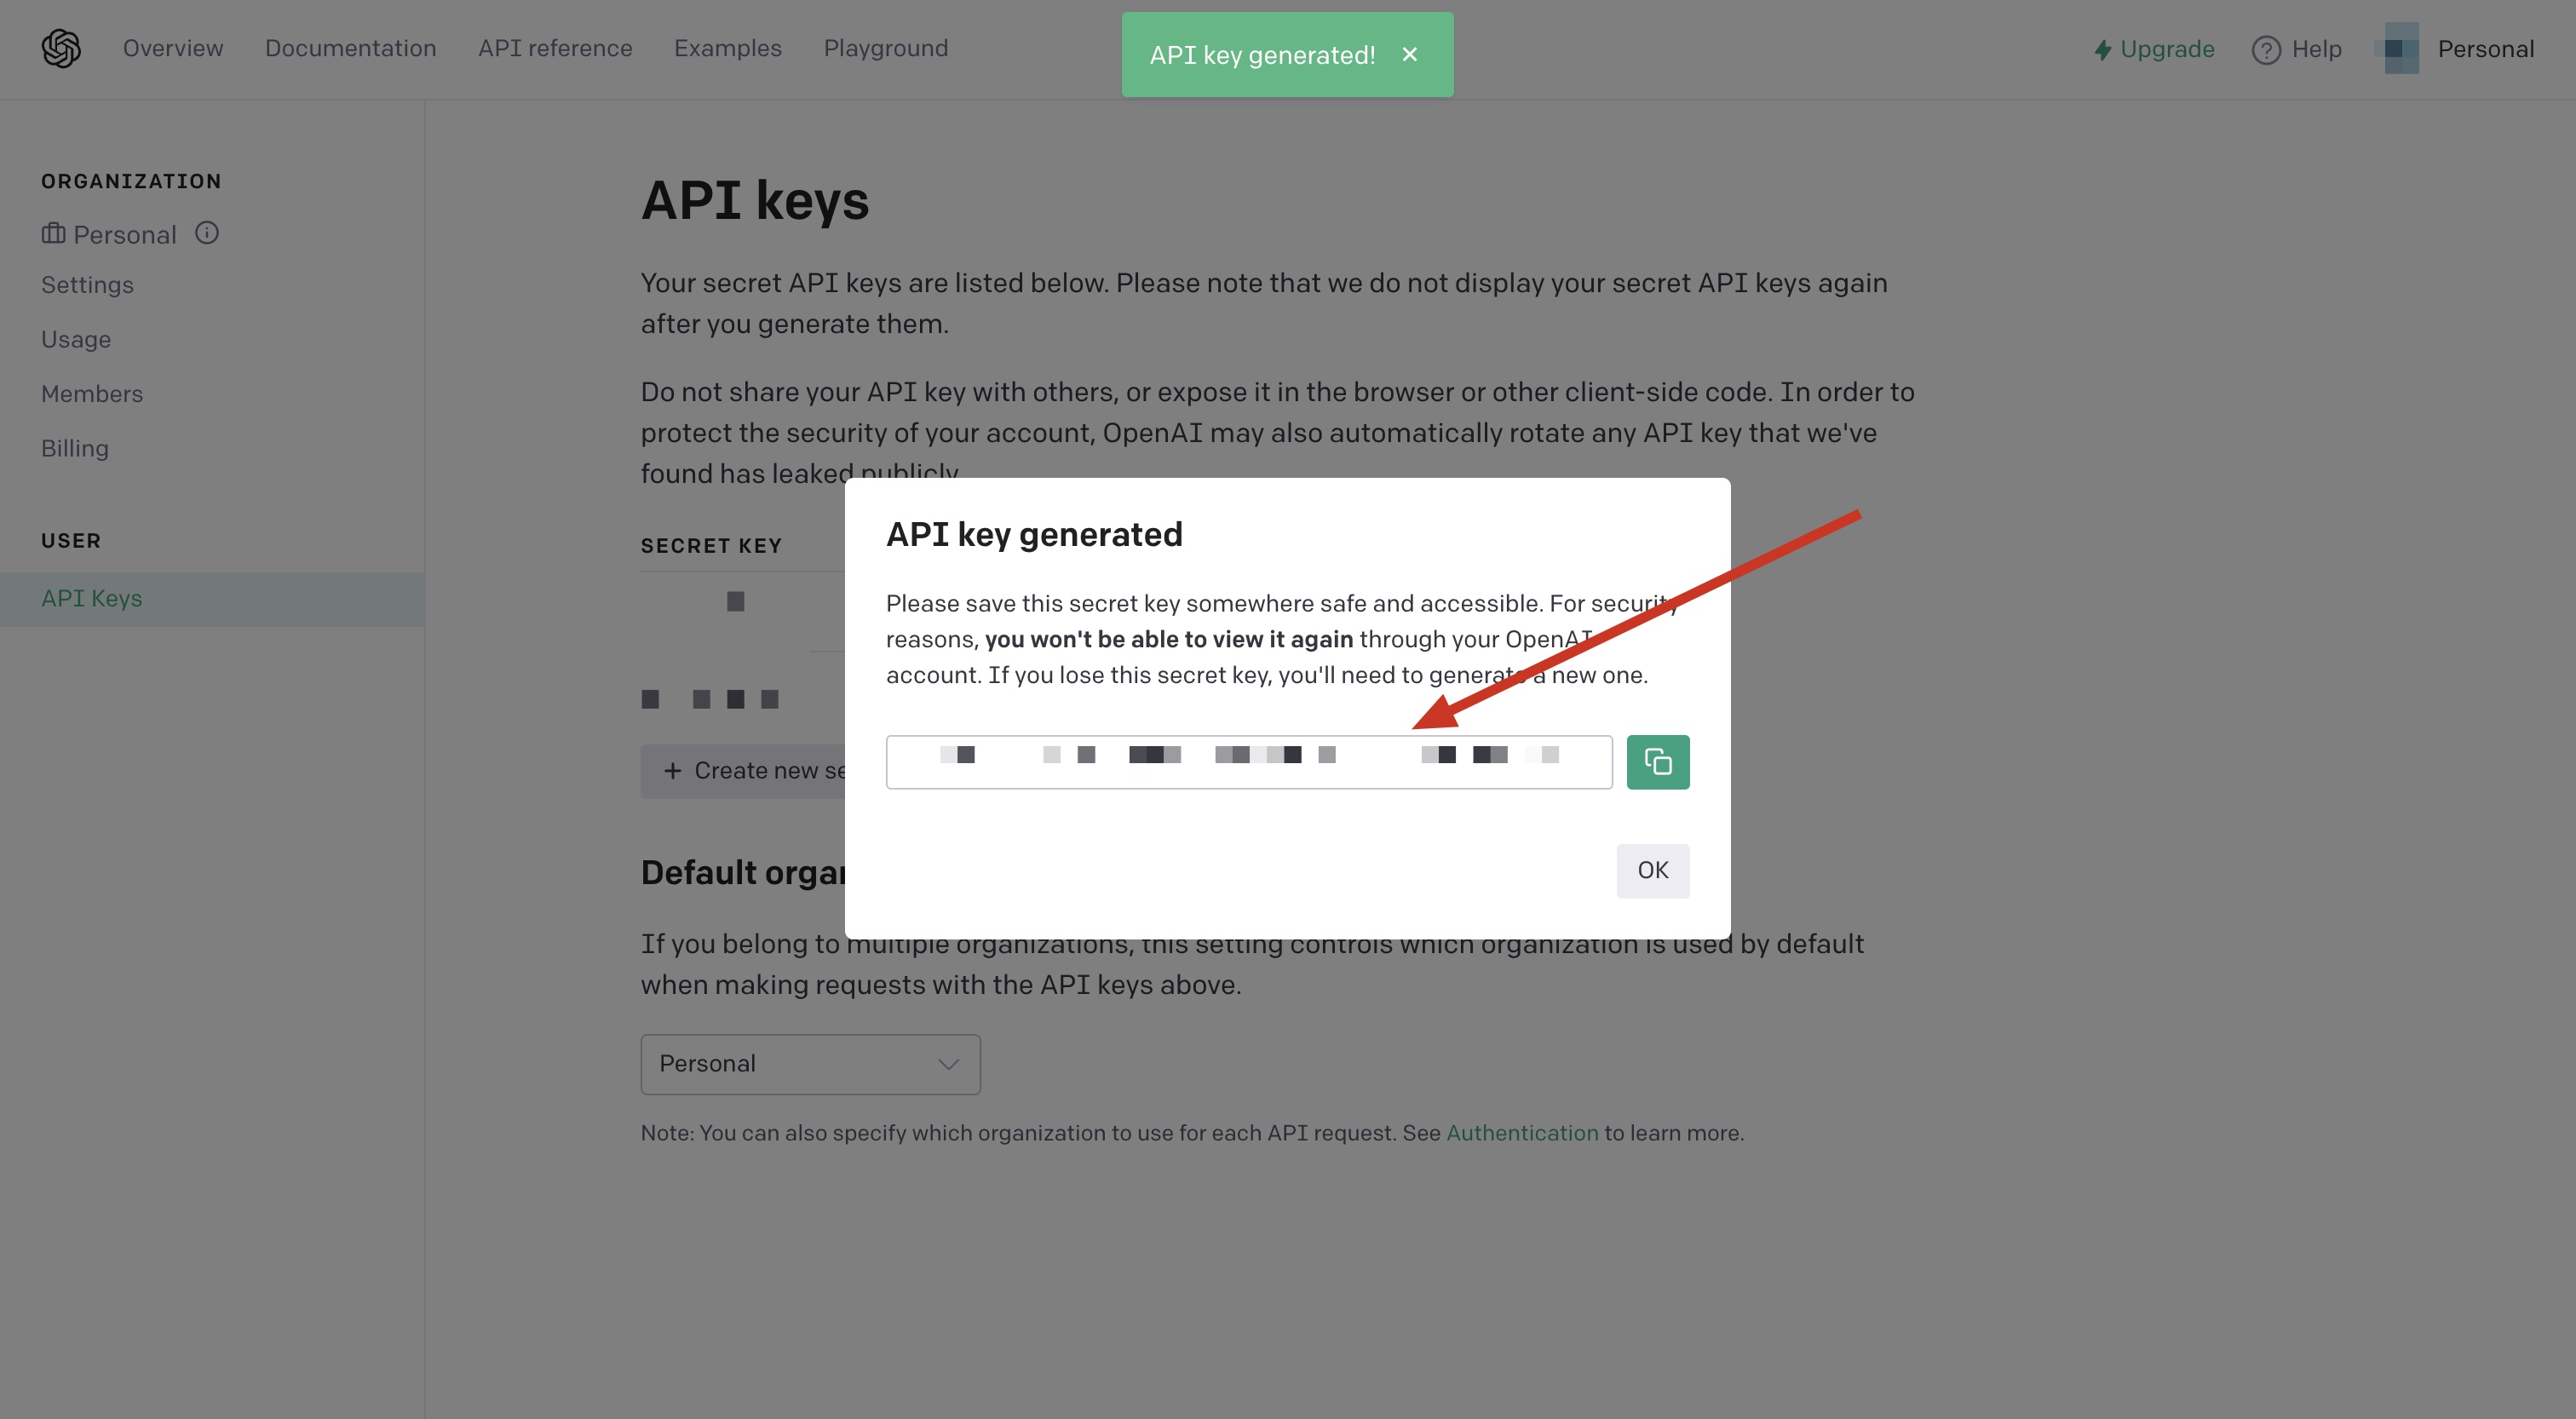 Overview Documentation API reference Examples Playground
API key generated!
Upgrade Help Personal
ORGANIZATION
Personal
Settings
Usage
Members
Billing
USER
API Keys
API keys
Your secret API keys are listed below. Please note that we do not display your secret API keys again
after you generate them.
Do not share your API key with others, or expose it in the browser or other client-side code. In order to
protect the security of your account, OpenAI may also automatically rotate any API key that we've
found has leaked publicly
SECRET KEY
+ Create new se
API key generated
Please save this secret key somewhere safe and accessible. For security
reasons, you won't be able to view it again through your OpenAI
account. If you lose this secret key, you'll need to generate a new one.
OK
Default orga
If you belong to multiple organizations, this setting controls which organization is used by default
when making requests with the API keys above.
Personal
Note: You can also specify which organization to use for each API request. See Authentication to learn more.